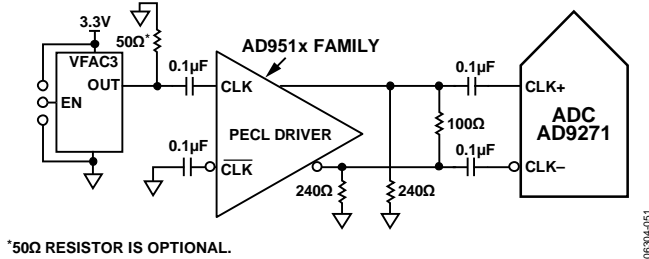 3.3V
VFAC3
OUT
EN
50Ω*
0.1µF
CLK
AD951x FAMILY
PECL DRIVER
0.1µF
CLK
240Ω
240Ω
100Ω
0.1µF
0.1µF
CLK+
ADC
AD9271
CLK–
*50Ω RESISTOR IS OPTIONAL.
06304-051